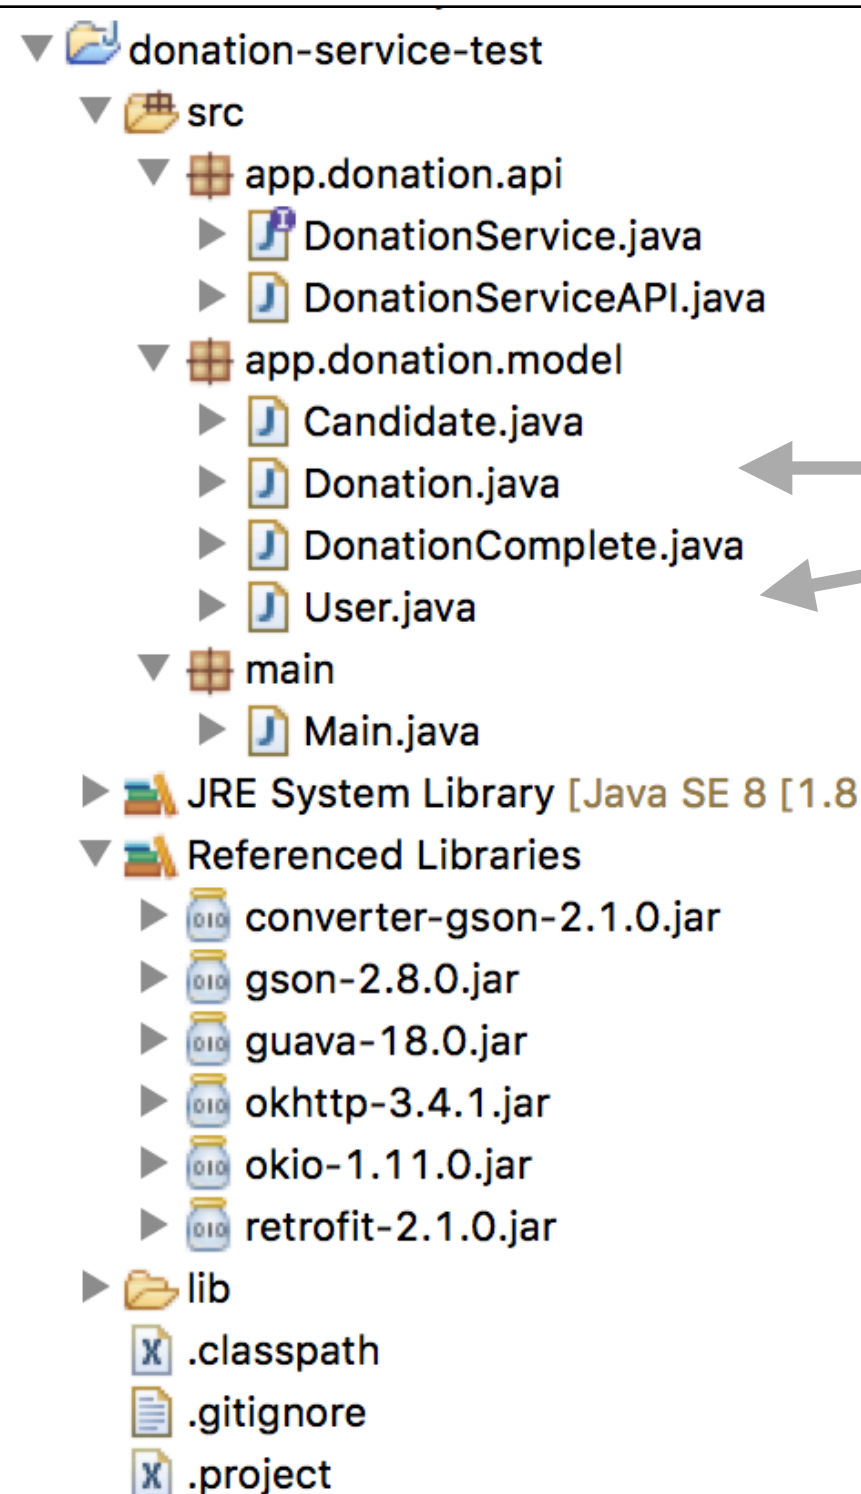 donation-service-test
src
app.donation.api
DonationService.java
DonationServiceAPI.java
app.donation.model
Candidate.java
Donation.java
DonationComplete.java
User.java
main
Main.java
JRE System Library [Java SE 8 [1.8
Referenced Libraries
converter-gson-2.1.0.jar
gson-2.8.0.jar
guava-18.0.jar
okhttp-3.4.1.jar
okio-1.11.0.jar
retrofit-2.1.0.jar
lib
.classpath
.gitignore
.project